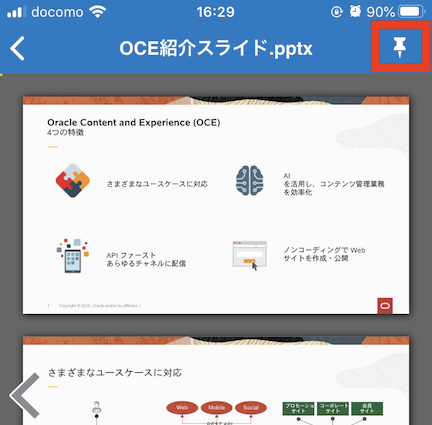 docomo 16:29 90%
OCE紹介スライド.pptx
Oracle Content and Experience (OCE)
4つの特徴
さまざまなユースケースに対応
AI
を活用し、コンテンツ管理業務
を効率化
API ファースト
あらゆるチャネルに配信
ノンコーディングで Web
サイトを作成・公開
1 Copyright © 2020, Oracle and/or its affiliates |
さまざまなユースケースに対応
Web Mobile Social
プロモーション
サイト
コーポレート
サイト
会員
サイト
REST API